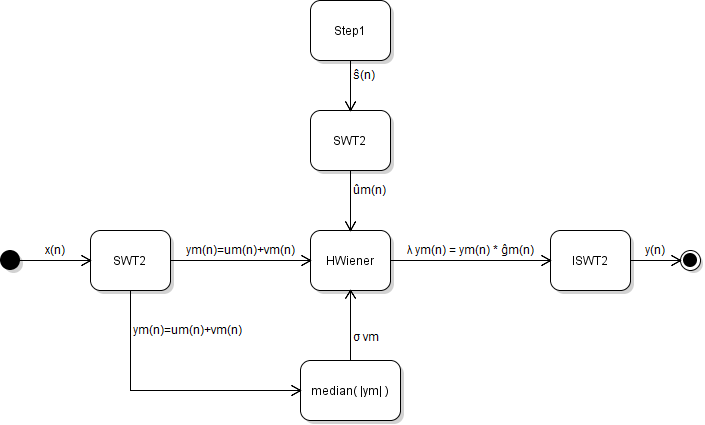 Step1
ŝ(n)
SWT2
ûm(n)
x(n)
SWT2
ym(n)=um(n)+vm(n)
HWiener
λ ym(n) = ym(n) * ĝm(n)
ISWT2
y(n)
ym(n)=um(n)+vm(n)
σ vm
median( |ym| )